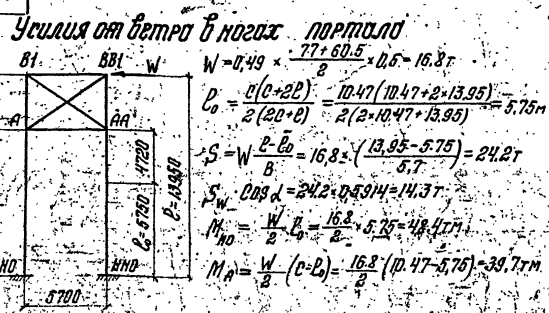 Усилия от ветра в ногах портала
В1 ВВ1 W
W = 0,49 × (77+60.5)/2 × 0,5 = 16.8т
ℓ₀ = c(c+2ℓ)/2(2c+ℓ) = 10.47(10.47+2×13.95)/2(2×10.47+13.95) = 5.75м
А АА'
S = W (ℓ-ℓ₀)/В = 16,8 × (13,95-5.75)/5,7) = 24.2т
S_W · cos α = 24.2 × 0,5914 = 14.3т
M_НО = W/2 ℓ₀ = 16.8/2 × 5.75 = 48.4тм
M_А = W/2 (c-ℓ₀) = 16.8/2 (10.47-5,75) = 39,7тм
4720
ℓ₀=5750
ℓ=13950
НО ННО
5700